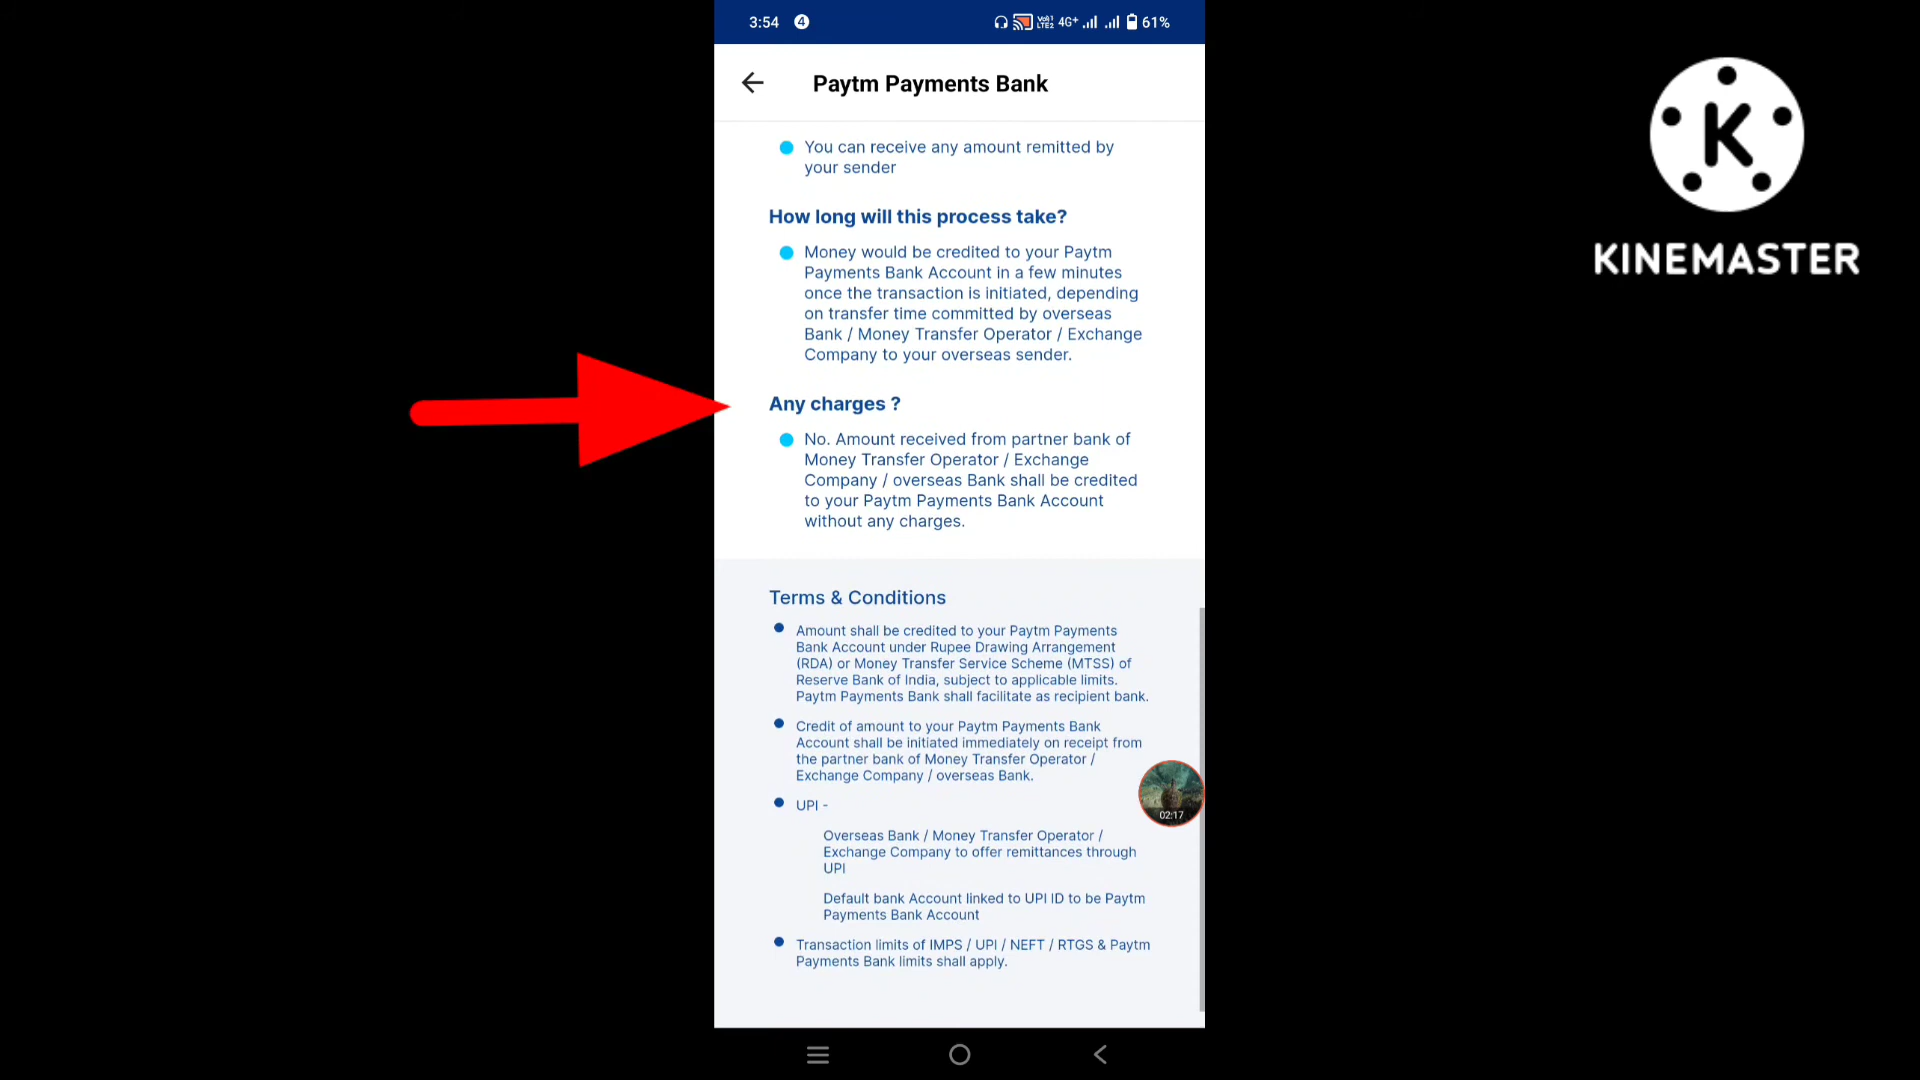 3:54 4 Vo1 LTE2 4G+ 61%
Paytm Payments Bank
You can receive any amount remitted by
your sender
How long will this process take?
Money would be credited to your Paytm
Payments Bank Account in a few minutes
once the transaction is initiated, depending
on transfer time committed by overseas
Bank / Money Transfer Operator / Exchange
Company to your overseas sender.
Any charges ?
No. Amount received from partner bank of
Money Transfer Operator / Exchange
Company / overseas Bank shall be credited
to your Paytm Payments Bank Account
without any charges.
Terms & Conditions
Amount shall be credited to your Paytm Payments
Bank Account under Rupee Drawing Arrangement
(RDA) or Money Transfer Service Scheme (MTSS) of
Reserve Bank of India, subject to applicable limits.
Paytm Payments Bank shall facilitate as recipient bank.
Credit of amount to your Paytm Payments Bank
Account shall be initiated immediately on receipt from
the partner bank of Money Transfer Operator /
Exchange Company / overseas Bank.
UPI -
Overseas Bank / Money Transfer Operator /
Exchange Company to offer remittances through
UPI
Default bank Account linked to UPI ID to be Paytm
Payments Bank Account
Transaction limits of IMPS / UPI / NEFT / RTGS & Paytm
Payments Bank limits shall apply.
02:17
K
KINEMASTER